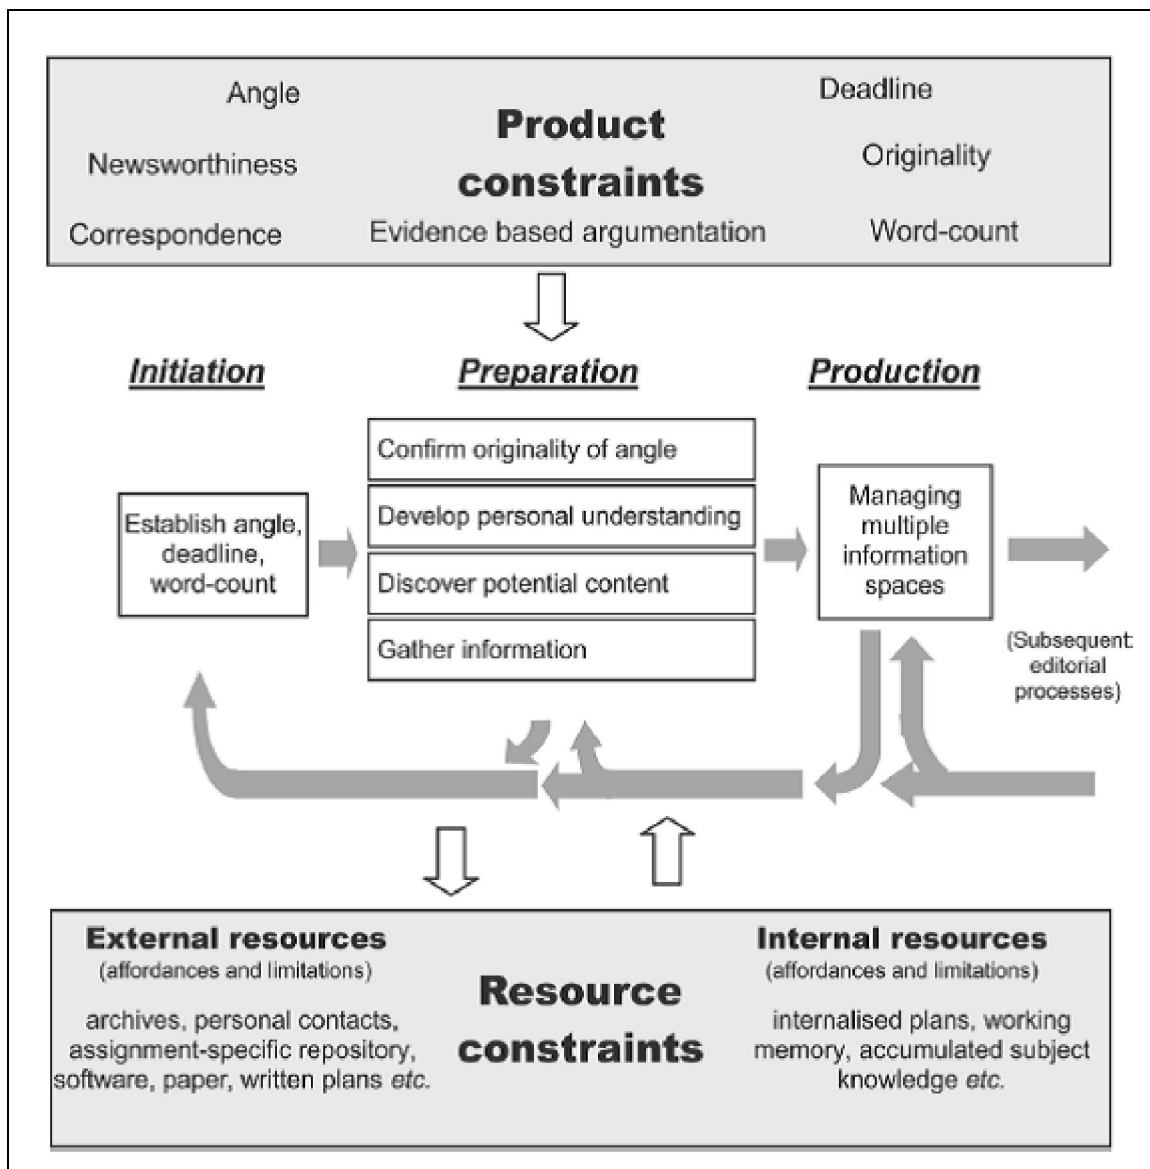 Angle
Deadline
Product
constraints
Newsworthiness
Originality
Correspondence
Evidence based argumentation
Word-count
Initiation
Preparation
Production
Establish angle,
deadline,
word-count
Confirm originality of angle
Develop personal understanding
Discover potential content
Gather information
Managing
multiple
information
spaces
(Subsequent
editorial
processes)
External resources
(affordances and limitations)
archives, personal contacts,
assignment-specific repository,
software, paper, written plans etc.
Resource
constraints
Internal resources
(affordances and limitations)
internalised plans, working
memory, accumulated subject
knowledge etc.